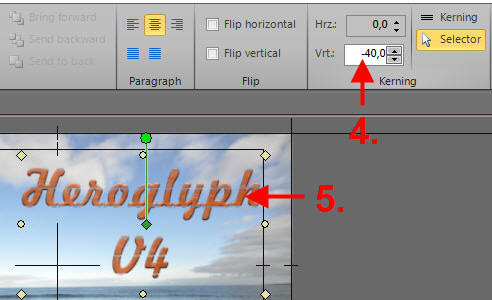 Bring forward
Send backward
Send to back
Paragraph
Flip horizontal
Flip vertical
Flip
Hrz.: 0,0
Vrt.: -40,0
Kerning
Kerning
Selector
4.
5.
Heroglyph
V4